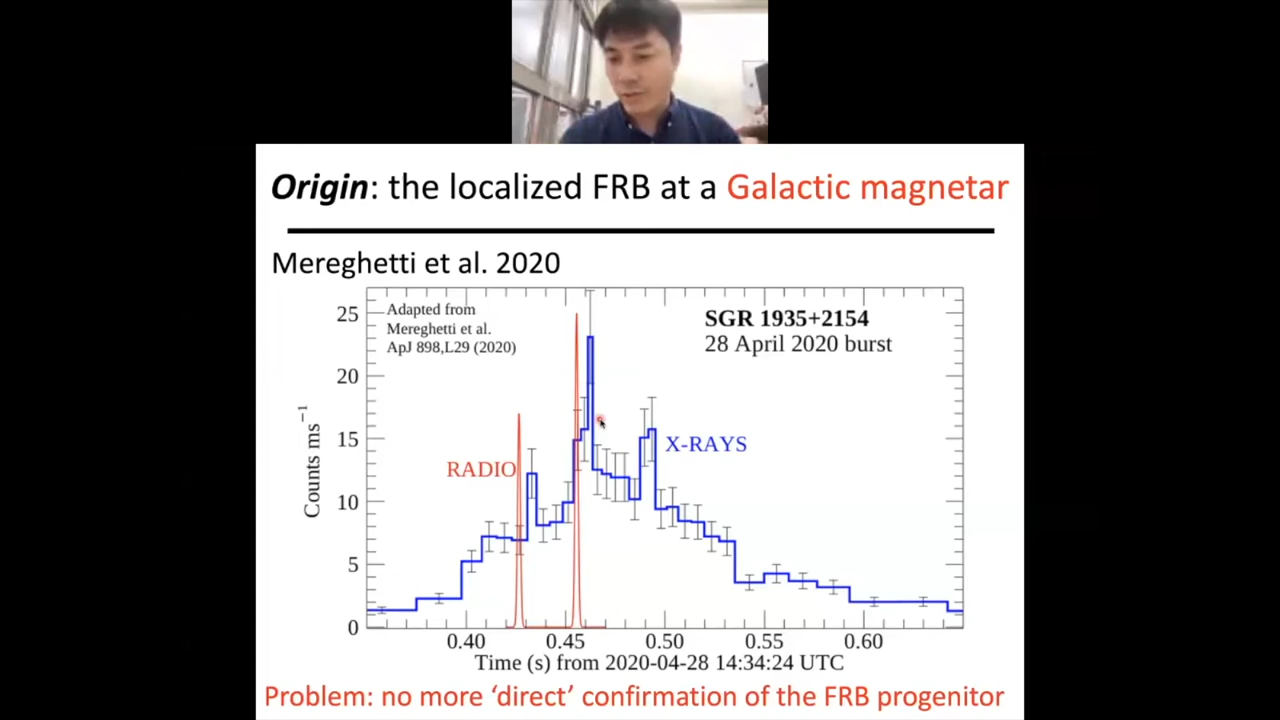 Origin: the localized FRB at a Galactic magnetar
Mereghetti et al. 2020
Adapted from
Mereghetti et al.
ApJ 898,L29 (2020)
SGR 1935+2154
28 April 2020 burst
RADIO
X-RAYS
Counts ms⁻¹
25
20
15
10
5
0
0.40 0.45 0.50 0.55 0.60
Time (s) from 2020-04-28 14:34:24 UTC
Problem: no more ‘direct’ confirmation of the FRB progenitor